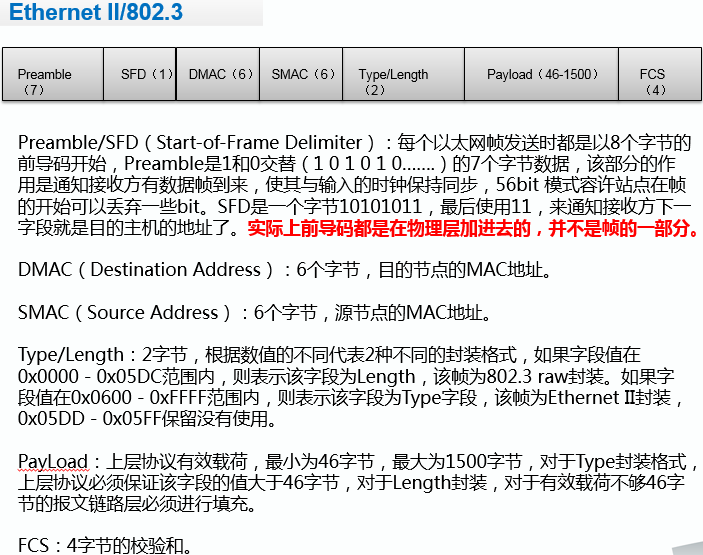 Ethernet II/802.3
Preamble（7） SFD（1） DMAC（6） SMAC（6） Type/Length（2） Payload（46-1500） FCS（4）
Preamble/SFD（Start-of-Frame Delimiter）：每个以太网帧发送时都是以8个字节的
前导码开始，Preamble是1和0交替（1 0 1 0 1 0.......）的7个字节数据，该部分的作
用是通知接收方有数据帧到来，使其与输入的时钟保持同步，56bit 模式容许站点在帧
的开始可以丢弃一些bit。SFD是一个字节10101011，最后使用11，来通知接收方下一
字段就是目的主机的地址了。实际上前导码都是在物理层加进去的，并不是帧的一部分。
DMAC（Destination Address）：6个字节，目的节点的MAC地址。
SMAC（Source Address）：6个字节，源节点的MAC地址。
Type/Length：2字节，根据数值的不同代表2种不同的封装格式，如果字段值在
0x0000－0x05DC范围内，则表示该字段为Length，该帧为802.3 raw封装。如果字
段值在0x0600－0xFFFF范围内，则表示该字段为Type字段，该帧为Ethernet II封装，
0x05DD－0x05FF保留没有使用。
PayLoad：上层协议有效载荷，最小为46字节，最大为1500字节，对于Type封装格式，
上层协议必须保证该字段的值大于46字节，对于Length封装，对于有效载荷不够46字
节的报文链路层必须进行填充。
FCS：4字节的校验和。